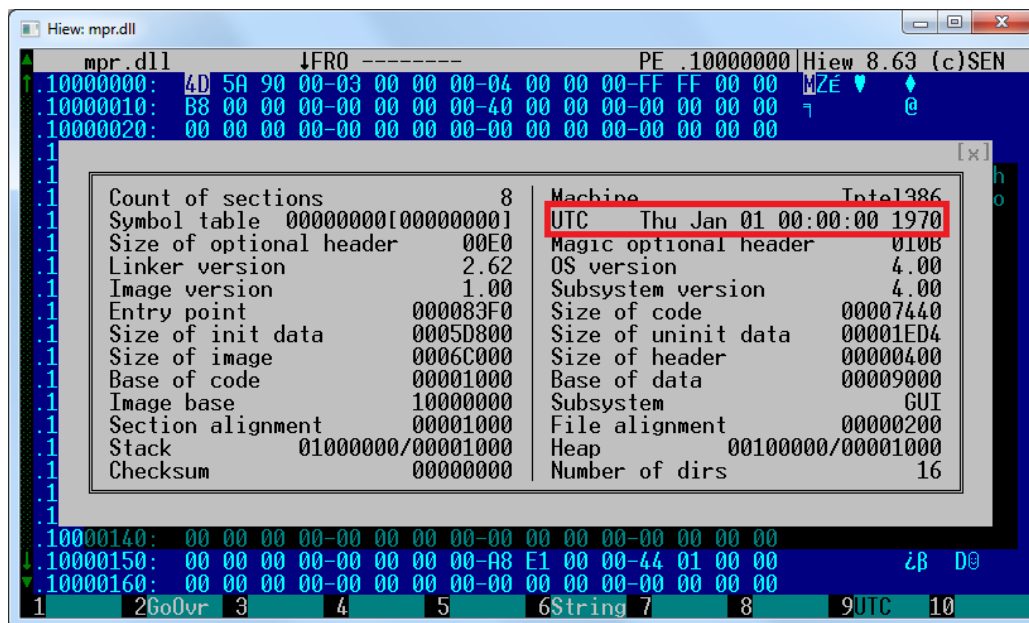 Hiew: mpr.dll
mpr.dll ↓FRO -------- PE .10000000|Hiew 8.63 (c)SEN
.10000000: 4D 5A 90 00-03 00 00 00-04 00 00 00-FF FF 00 00 MZÉ ♥ ♦
.10000010: B8 00 00 00-00 00 00 00-40 00 00 00-00 00 00 00 ╕ @
.10000020: 00 00 00 00-00 00 00 00-00 00 00 00-00 00 00 00
[x]
Count of sections 8 Machine Intel386
Symbol table 00000000[00000000] UTC Thu Jan 01 00:00:00 1970
Size of optional header 00E0 Magic optional header 010B
Linker version 2.62 OS version 4.00
Image version 1.00 Subsystem version 4.00
Entry point 000083F0 Size of code 00007440
Size of init data 0005D800 Size of uninit data 00001ED4
Size of image 0006C000 Size of header 00000400
Base of code 00001000 Base of data 00009000
Image base 10000000 Subsystem GUI
Section alignment 00001000 File alignment 00000200
Stack 01000000/00001000 Heap 00100000/00001000
Checksum 00000000 Number of dirs 16
.10000140: 00 00 00 00-00 00 00 00-00 00 00 00-00 00 00 00
.10000150: 00 00 00 00-00 00 00 00-A8 E1 00 00-44 01 00 00 ¿ß D☺
.10000160: 00 00 00 00-00 00 00 00-00 00 00 00-00 00 00 00
1 2GoOvr 3 4 5 6String 7 8 9UTC 10